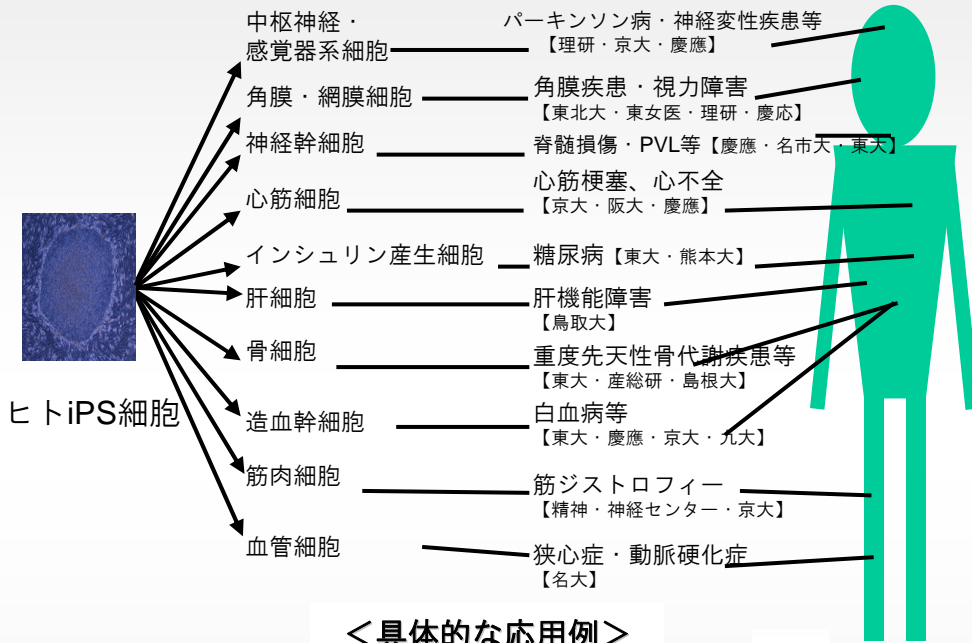 中枢神経・
感覚器系細胞
パーキンソン病・神経変性疾患等
【理研・京大・慶應】
角膜・網膜細胞
角膜疾患・視力障害
【東北大・東女医・理研・慶応】
神経幹細胞
脊髄損傷・PVL等【慶應・名市大・東大】
心筋細胞
心筋梗塞、心不全
【京大・阪大・慶應】
インシュリン産生細胞
糖尿病【東大・熊本大】
肝細胞
肝機能障害
【鳥取大】
骨細胞
重度先天性骨代謝疾患等
【東大・産総研・島根大】
ヒトiPS細胞
造血幹細胞
白血病等
【東大・慶應・京大・九大】
筋肉細胞
筋ジストロフィー
【精神・神経センター・京大】
血管細胞
狭心症・動脈硬化症
【名大】
＜具体的な応用例＞